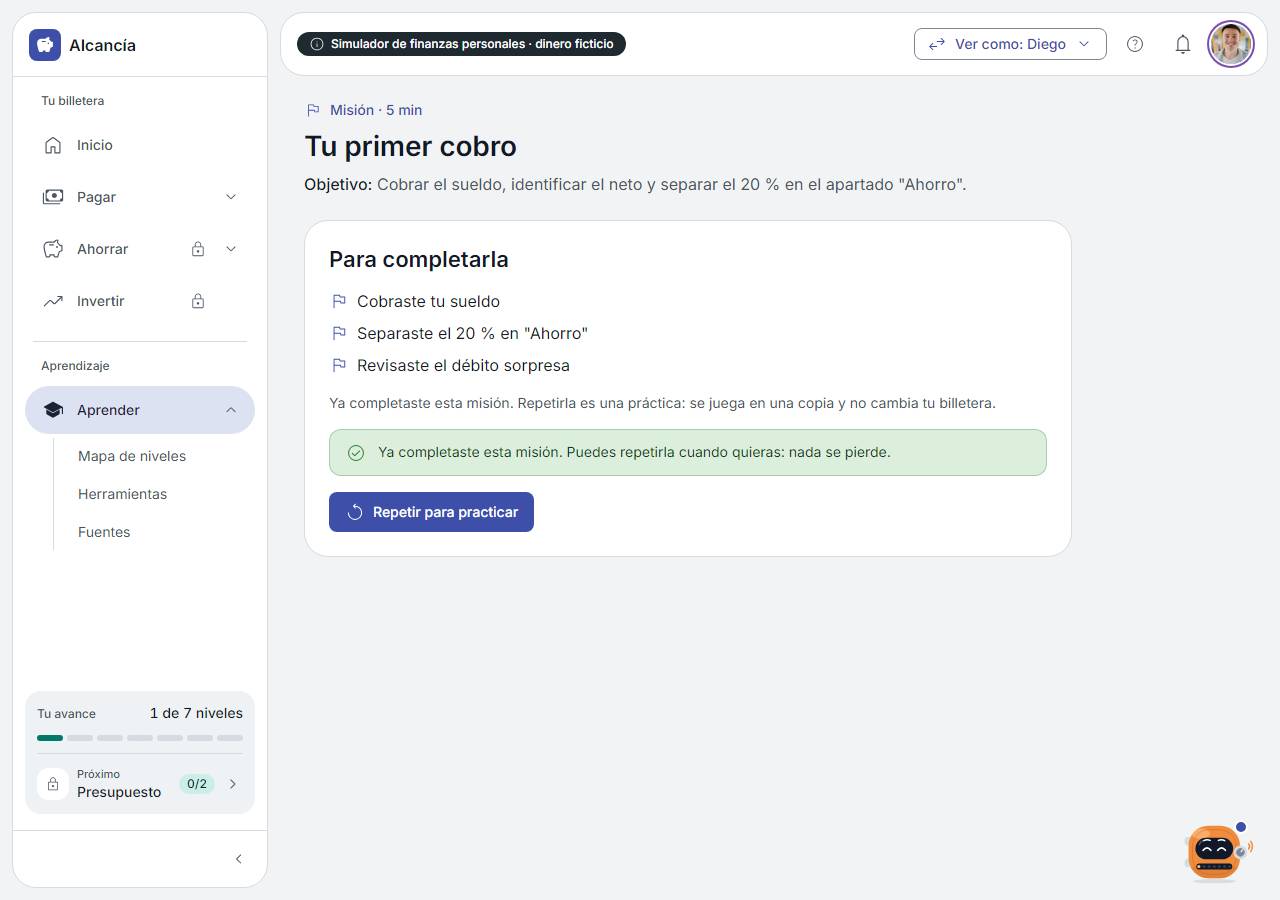 Alcancía
Simulador de finanzas personales · dinero ficticio
Ver como: Diego
Tu billetera
Inicio
Pagar
Ahorrar
Invertir
Aprendizaje
Aprender
Mapa de niveles
Herramientas
Fuentes
Tu avance
1 de 7 niveles
Próximo
Presupuesto
0/2
Misión · 5 min
Tu primer cobro
Objetivo: Cobrar el sueldo, identificar el neto y separar el 20 % en el apartado "Ahorro".
Para completarla
Cobraste tu sueldo
Separaste el 20 % en "Ahorro"
Revisaste el débito sorpresa
Ya completaste esta misión. Repetirla es una práctica: se juega en una copia y no cambia tu billetera.
Ya completaste esta misión. Puedes repetirla cuando quieras: nada se pierde.
Repetir para practicar